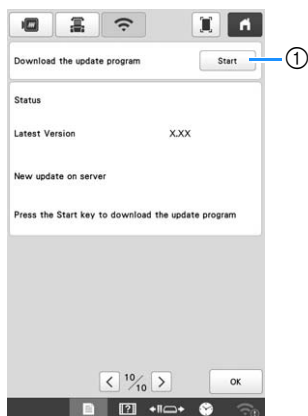 Download the update program
Start
①
Status
Latest Version X.XX
New update on server
Press the Start key to download the update program
< 10/10 >
OK
?